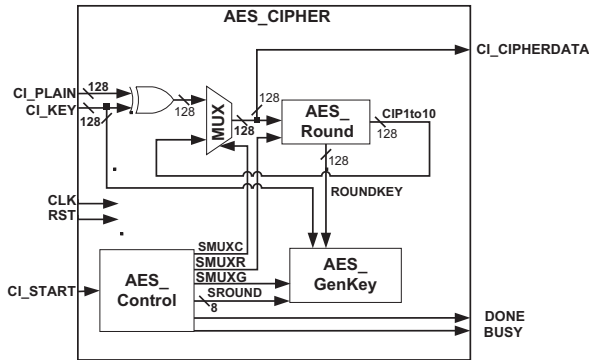 AES_CIPHER
CI_CIPHERDATA
CI_PLAIN
128
CI_KEY
128
128
MUX
128
128
AES_
Round
CIP1to10
128
128
ROUNDKEY
CLK
RST
SMUXC
SMUXR
SMUXG
SROUND
8
AES_
Control
AES_
GenKey
CI_START
DONE
BUSY